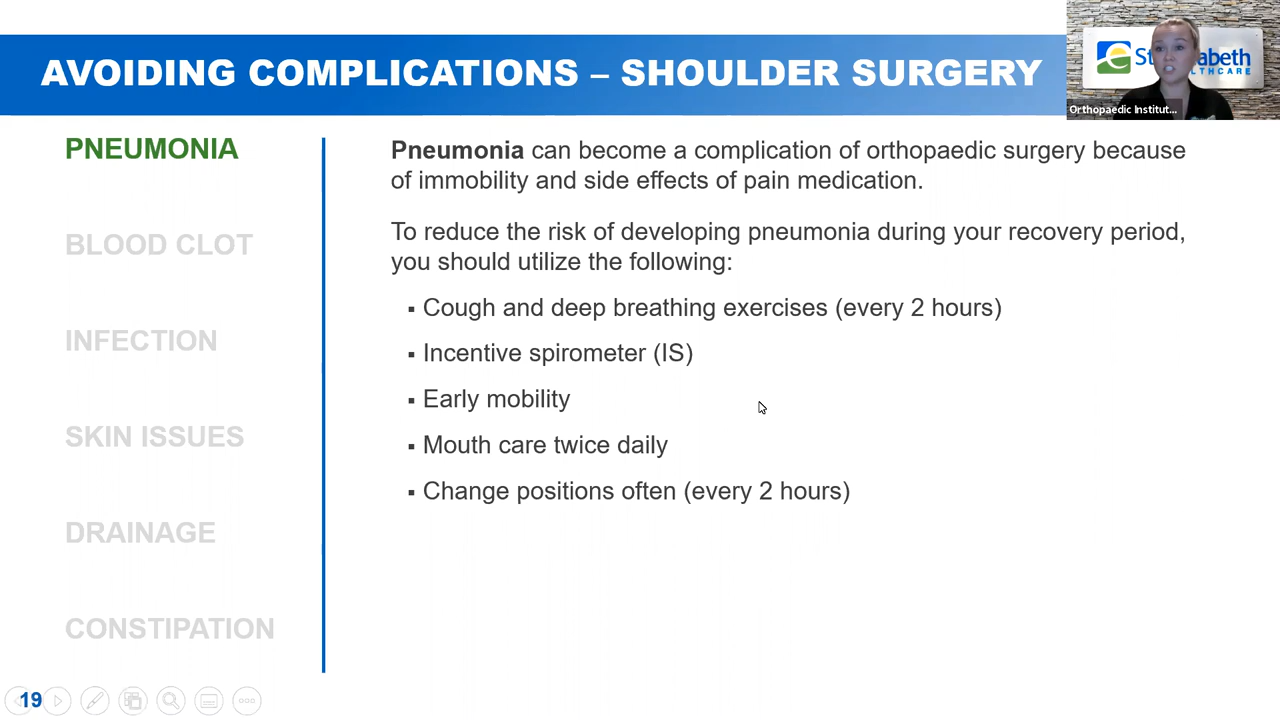 AVOIDING COMPLICATIONS – SHOULDER SURGERY
PNEUMONIA
BLOOD CLOT
INFECTION
SKIN ISSUES
DRAINAGE
CONSTIPATION
Pneumonia can become a complication of orthopaedic surgery because
of immobility and side effects of pain medication.
To reduce the risk of developing pneumonia during your recovery period,
you should utilize the following:
▪ Cough and deep breathing exercises (every 2 hours)
▪ Incentive spirometer (IS)
▪ Early mobility
▪ Mouth care twice daily
▪ Change positions often (every 2 hours)
19
Orthopaedic Institut...